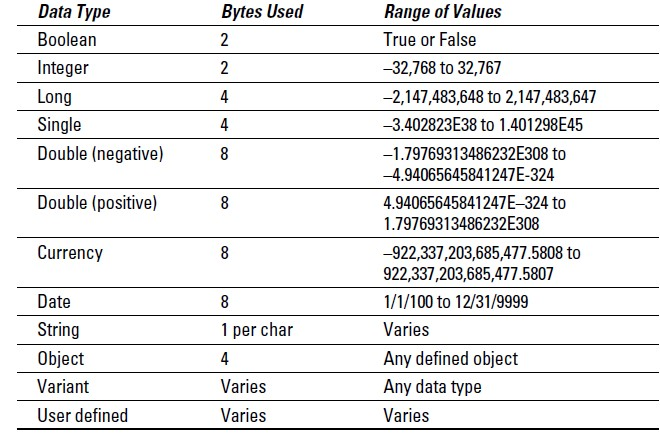 Data Type Bytes Used Range of Values
Boolean 2 True or False
Integer 2 –32,768 to 32,767
Long 4 –2,147,483,648 to 2,147,483,647
Single 4 –3.402823E38 to 1.401298E45
Double (negative) 8 –1.79769313486232E308 to
–4.94065645841247E-324
Double (positive) 8 4.94065645841247E–324 to
1.79769313486232E308
Currency 8 –922,337,203,685,477.5808 to
922,337,203,685,477.5807
Date 8 1/1/100 to 12/31/9999
String 1 per char Varies
Object 4 Any defined object
Variant Varies Any data type
User defined Varies Varies